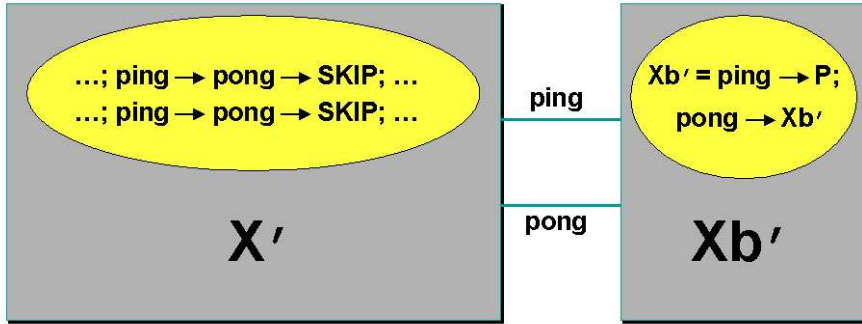 …; ping → pong → SKIP; …
…; ping → pong → SKIP; …
X′
ping
pong
Xb′ = ping → P;
pong → Xb′
Xb′